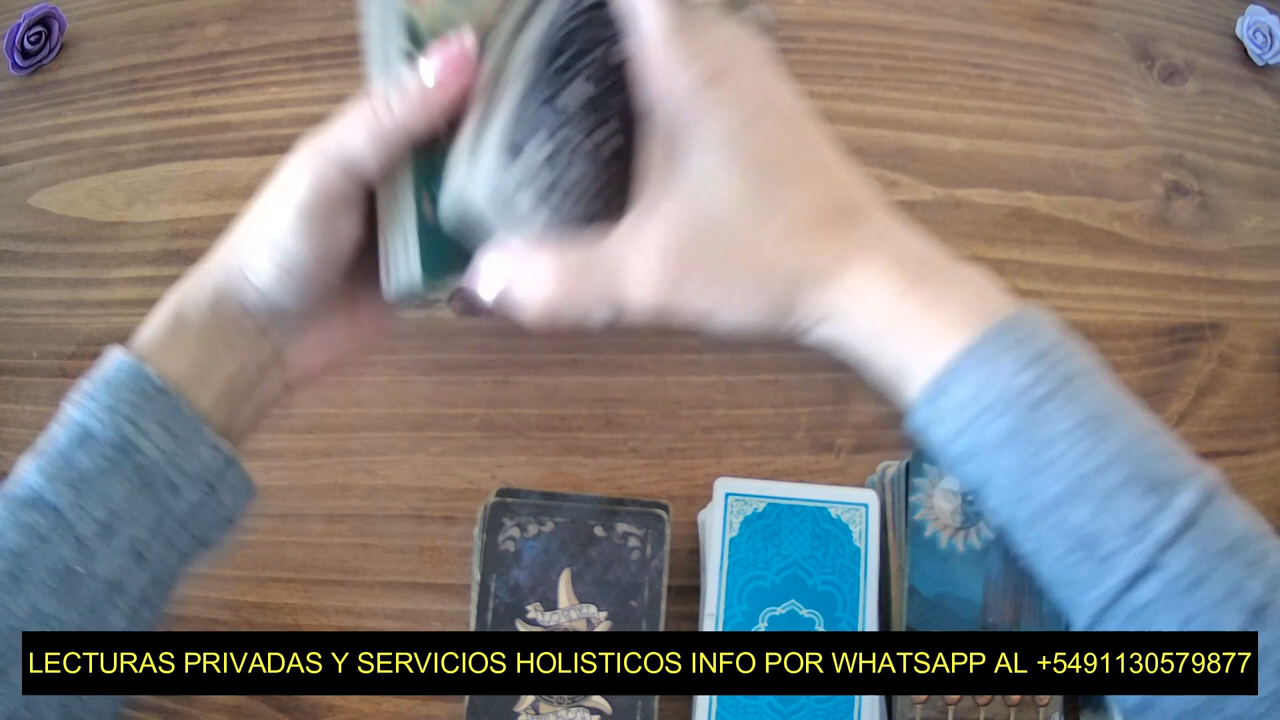 LECTURAS PRIVADAS Y SERVICIOS HOLISTICOS INFO POR WHATSAPP AL +5491130579877